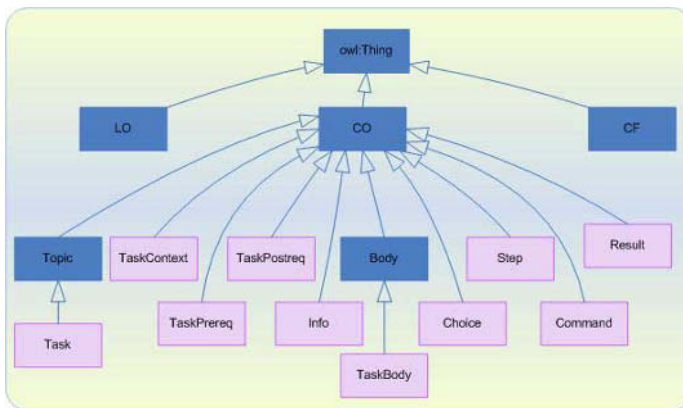 owl:Thing
LO
CO
CF
Topic
TaskContext
TaskPostreq
Body
Step
Result
Task
TaskPrereq
Info
Choice
Command
TaskBody